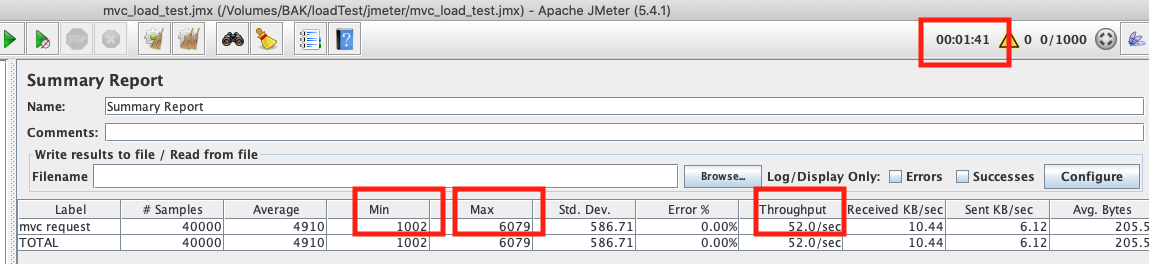 mvc_load_test.jmx (/Volumes/BAK/loadTest/jmeter/mvc_load_test.jmx) - Apache JMeter (5.4.1)
STOP 00:01:41 0 0/1000
Summary Report
Name: Summary Report
Comments:
Write results to file / Read from file
Filename Browse... Log/Display Only: Errors Successes Configure
Label # Samples Average Min Max Std. Dev. Error % Throughput Received KB/sec Sent KB/sec Avg. Bytes
mvc request 40000 4910 1002 6079 586.71 0.00% 52.0/sec 10.44 6.12 205.5
TOTAL 40000 4910 1002 6079 586.71 0.00% 52.0/sec 10.44 6.12 205.5